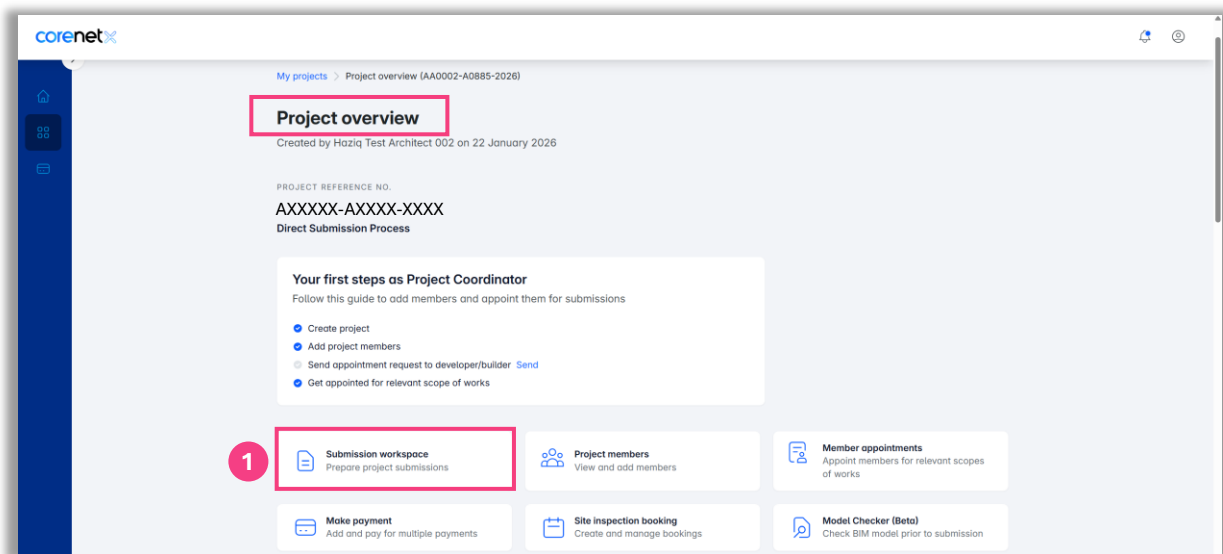 corenetx
My projects > Project overview (AA0002-A0885-2026)
Project overview
Created by Haziq Test Architect 002 on 22 January 2026
PROJECT REFERENCE NO.
AXXXXX-AXXXX-XXXX
Direct Submission Process
Your first steps as Project Coordinator
Follow this guide to add members and appoint them for submissions
Create project
Add project members
Send appointment request to developer/builder Send
Get appointed for relevant scope of works
1
Submission workspace
Prepare project submissions
Project members
View and add members
Member appointments
Appoint members for relevant scopes
of works
Make payment
Add and pay for multiple payments
Site inspection booking
Create and manage bookings
Model Checker (Beta)
Check BIM model prior to submission